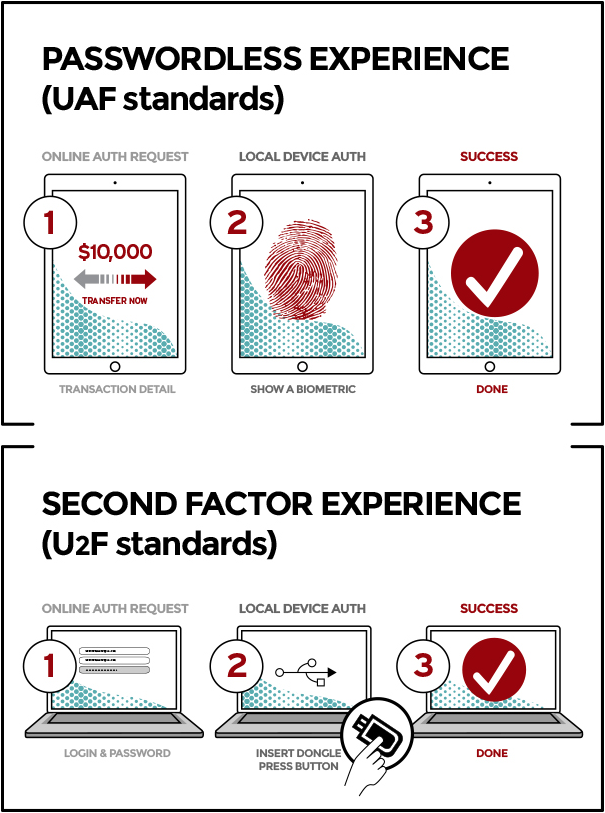 PASSWORDLESS EXPERIENCE
(UAF standards)
ONLINE AUTH REQUEST
LOCAL DEVICE AUTH
SUCCESS
1
2
3
$10,000
TRANSFER NOW
TRANSACTION DETAIL
SHOW A BIOMETRIC
DONE
SECOND FACTOR EXPERIENCE
(U2F standards)
ONLINE AUTH REQUEST
LOCAL DEVICE AUTH
SUCCESS
1
2
3
LOGIN & PASSWORD
INSERT DONGLE
PRESS BUTTON
DONE